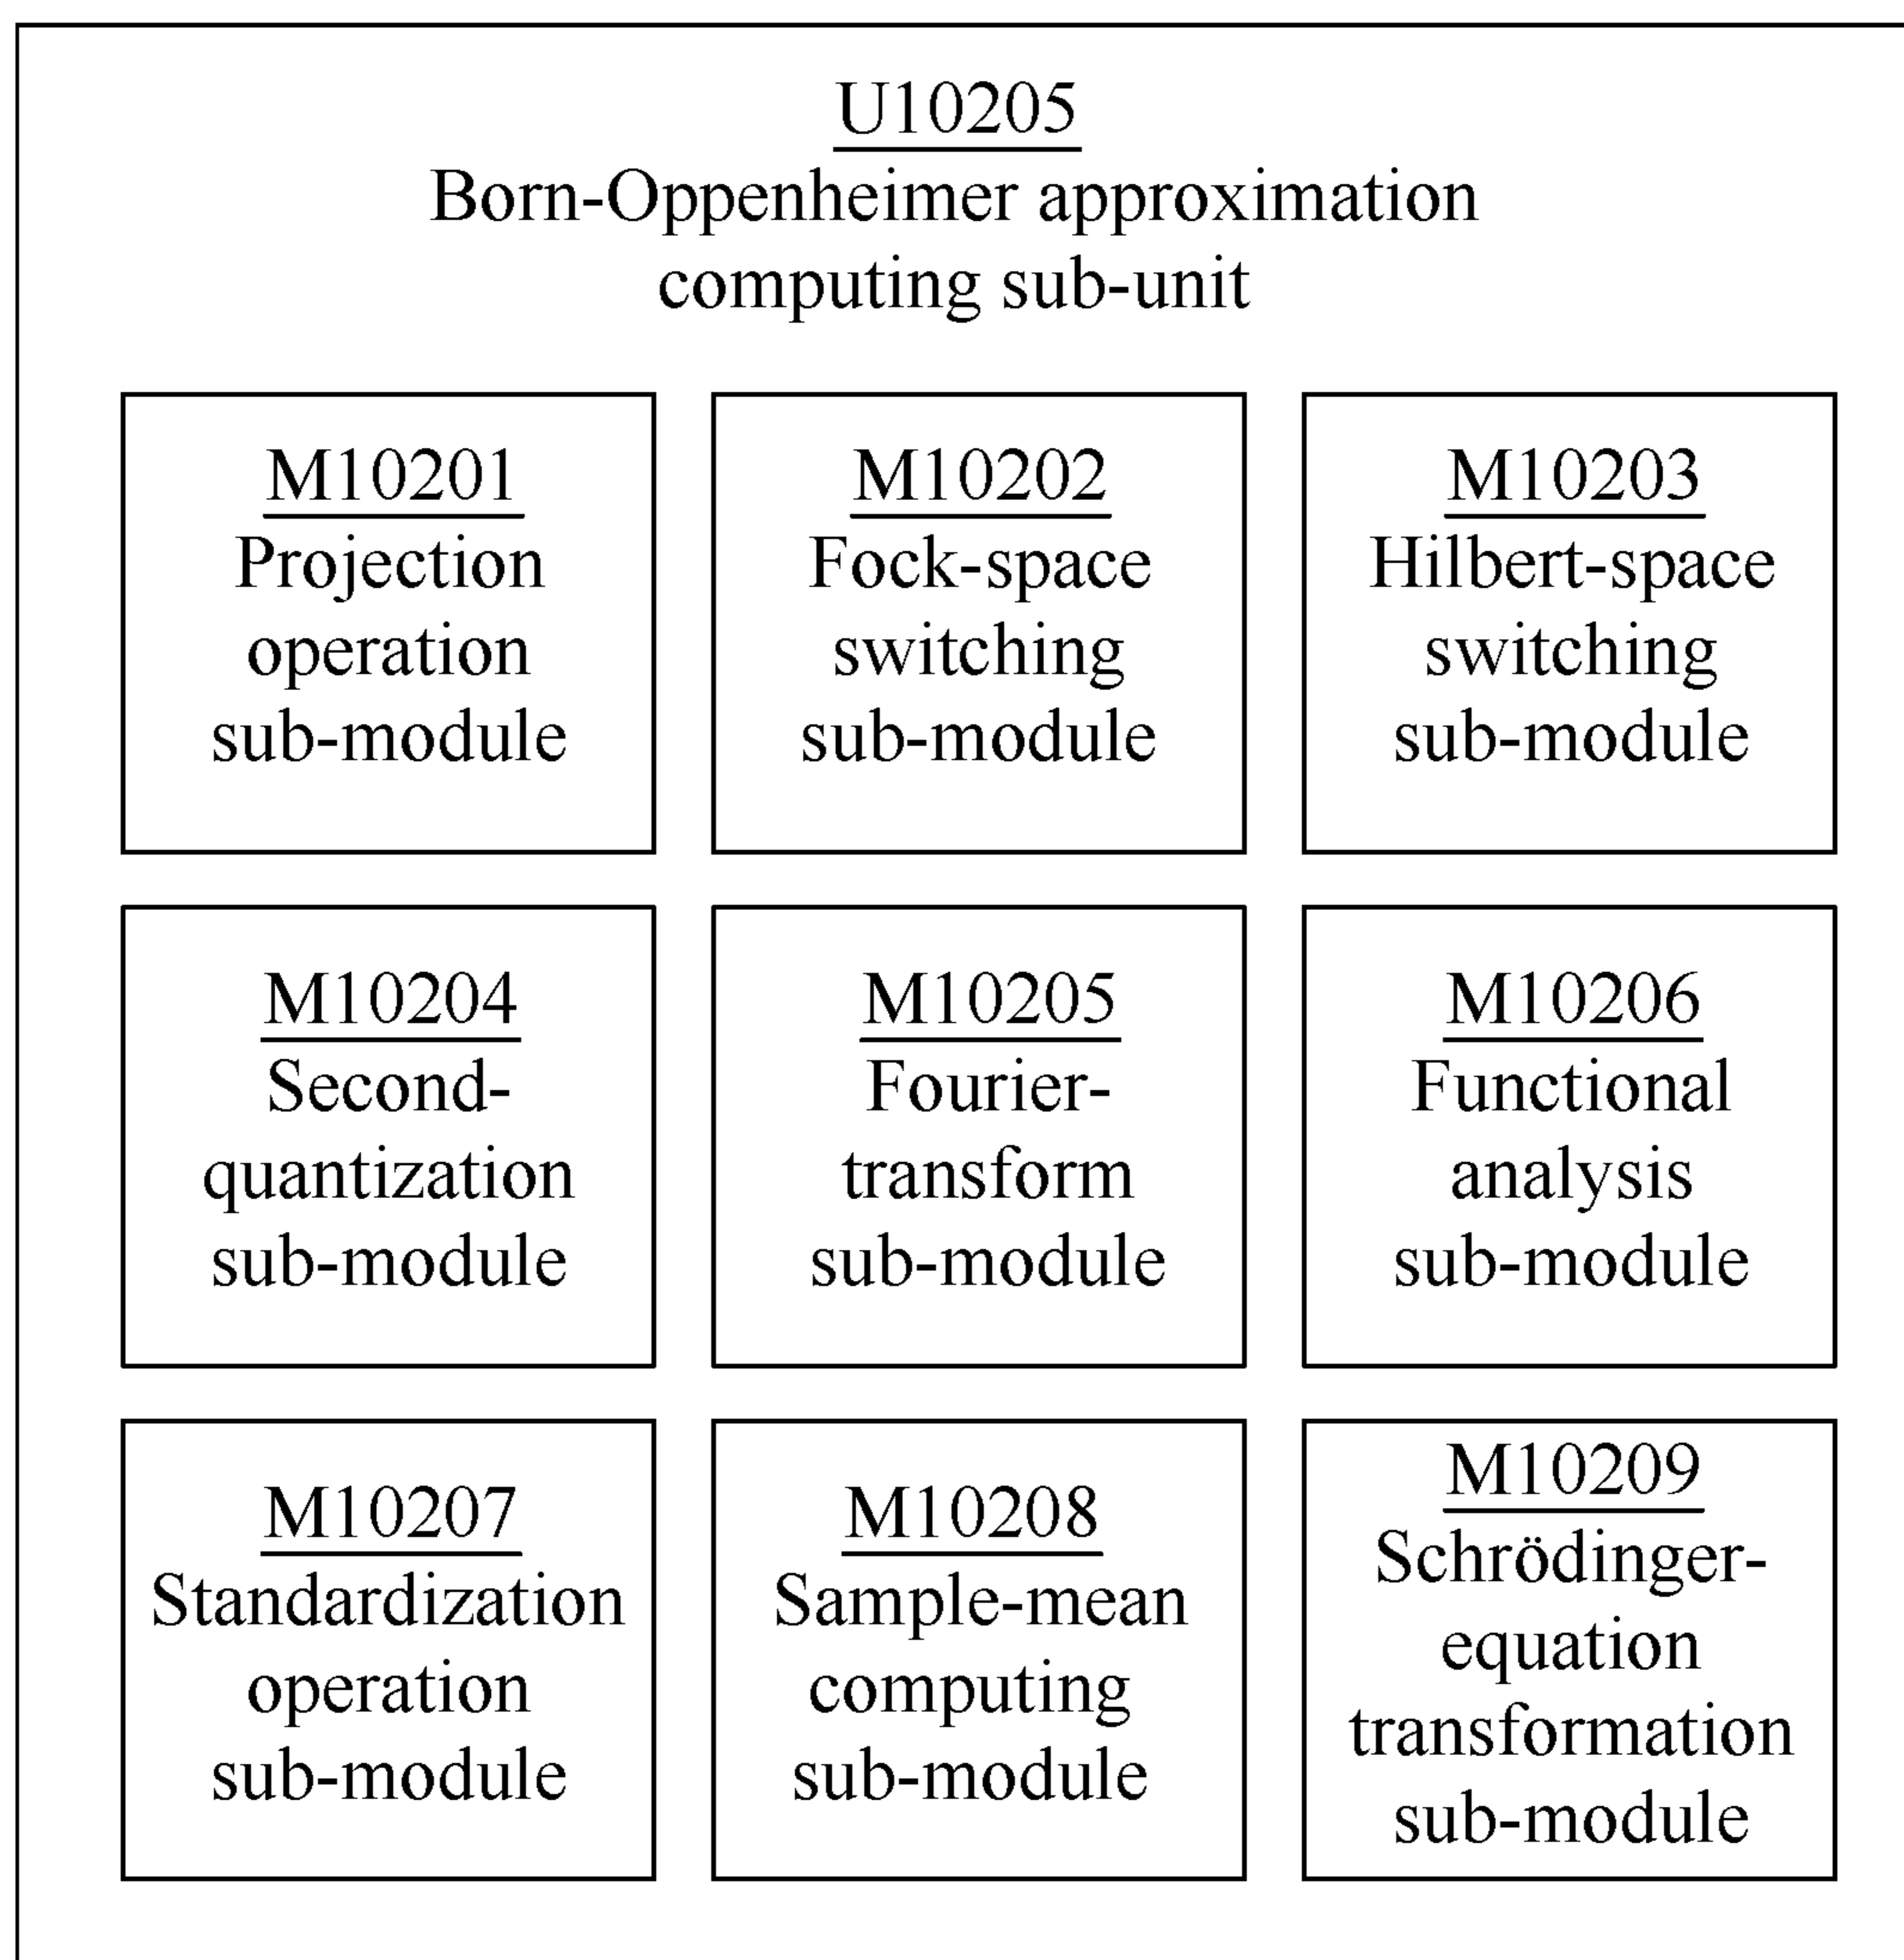 U10205
Born-Oppenheimer approximation
computing sub-unit
M10201
Projection
operation
sub-module
M10202
Fock-space
switching
sub-module
M10203
Hilbert-space
switching
sub-module
M10204
Second-
quantization
sub-module
M10205
Fourier-
transform
sub-module
M10206
Functional
analysis
sub-module
M10207
Standardization
operation
sub-module
M10208
Sample-mean
computing
sub-module
M10209
Schrödinger-
equation
transformation
sub-module